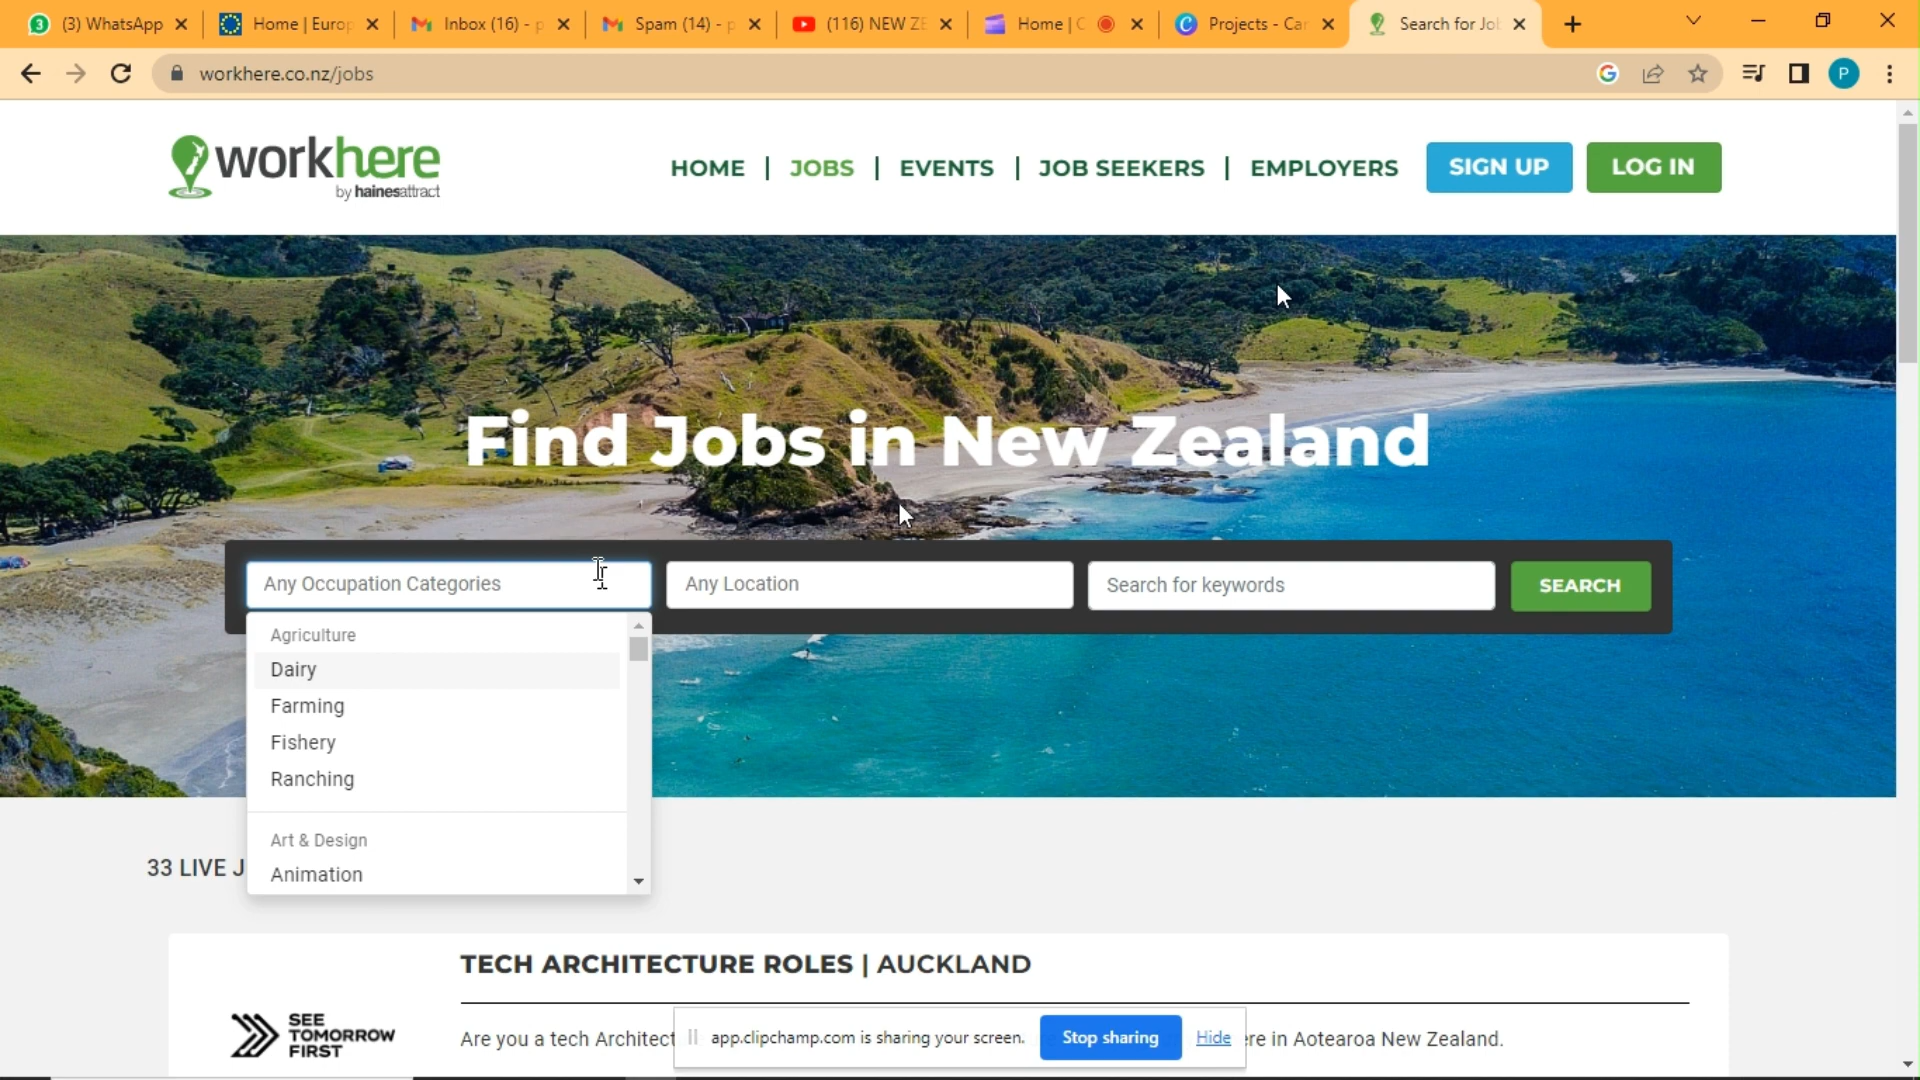 3
(3) WhatsApp
Home | Europ
Inbox (16) - p
Spam (14) - p
(116) NEW ZE
Home | C
Projects - Car
Search for Job
workhere.co.nz/jobs
P
workhere
by hainesattract
HOME | JOBS | EVENTS | JOB SEEKERS | EMPLOYERS
SIGN UP
LOG IN
Find Jobs in New Zealand
Any Occupation Categories
Any Location
Search for keywords
SEARCH
Agriculture
Dairy
Farming
Fishery
Ranching
Art & Design
Animation
33 LIVE J
TECH ARCHITECTURE ROLES | AUCKLAND
SEE
TOMORROW
FIRST
Are you a tech Architect
ere in Aotearoa New Zealand.
app.clipchamp.com is sharing your screen.
Stop sharing
Hide